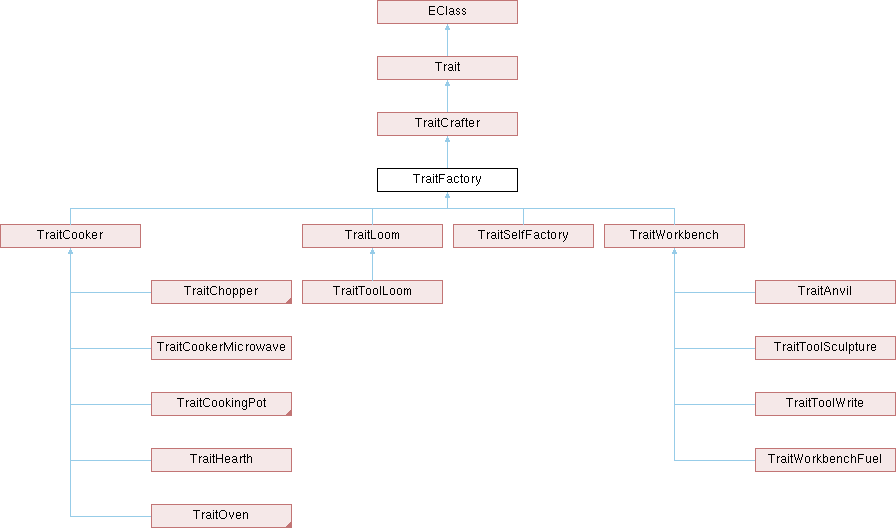 EClass
Trait
TraitCrafter
TraitFactory
TraitCooker
TraitLoom
TraitSelfFactory
TraitWorkbench
TraitChopper
TraitToolLoom
TraitAnvil
TraitCookerMicrowave
TraitToolSculpture
TraitCookingPot
TraitToolWrite
TraitHearth
TraitWorkbenchFuel
TraitOven